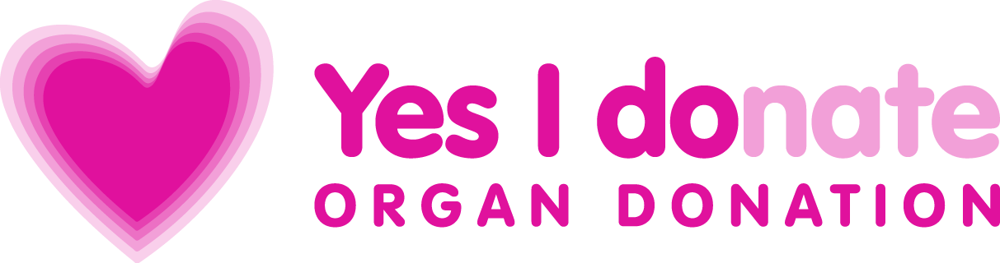 Yes I donate
ORGAN DONATION